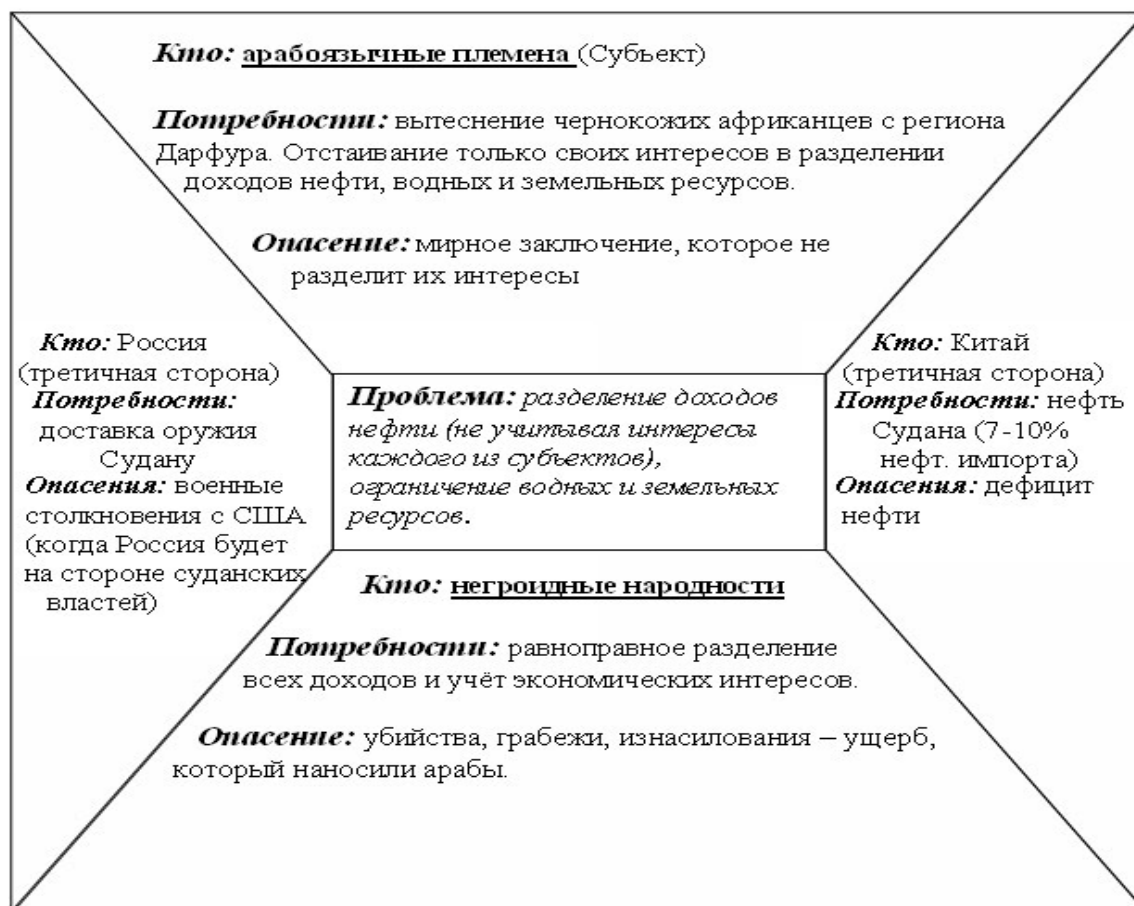 Кто: арабоязычные племена (Субъект)
Потребности: вытеснение чернокожих африканцев с региона
Дарфура. Отстаивание только своих интересов в разделении
доходов нефти, водных и земельных ресурсов.
Опасение: мирное заключение, которое не
разделит их интересы
Кто: Россия
(третичная сторона)
Потребности:
доставка оружия
Судану
Опасения: военные
столкновения с США
(когда Россия будет
на стороне суданских
властей)
Проблема: разделение доходов
нефти (не учитывая интересы
каждого из субъектов),
ограничение водных и земельных
ресурсов.
Кто: Китай
(третичная сторона)
Потребности: нефть
Судана (7-10%
нефт. импорта)
Опасения: дефицит
нефти
Кто: негроидные народности
Потребности: равноправное разделение
всех доходов и учёт экономических интересов.
Опасение: убийства, грабежи, изнасилования – ущерб,
который наносили арабы.